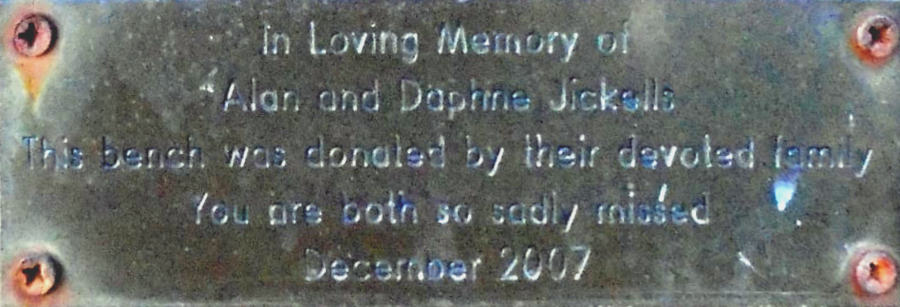 In Loving Memory of
Alan and Daphne Jickells
This bench was donated by their devoted family
You are both so sadly missed
December 2007